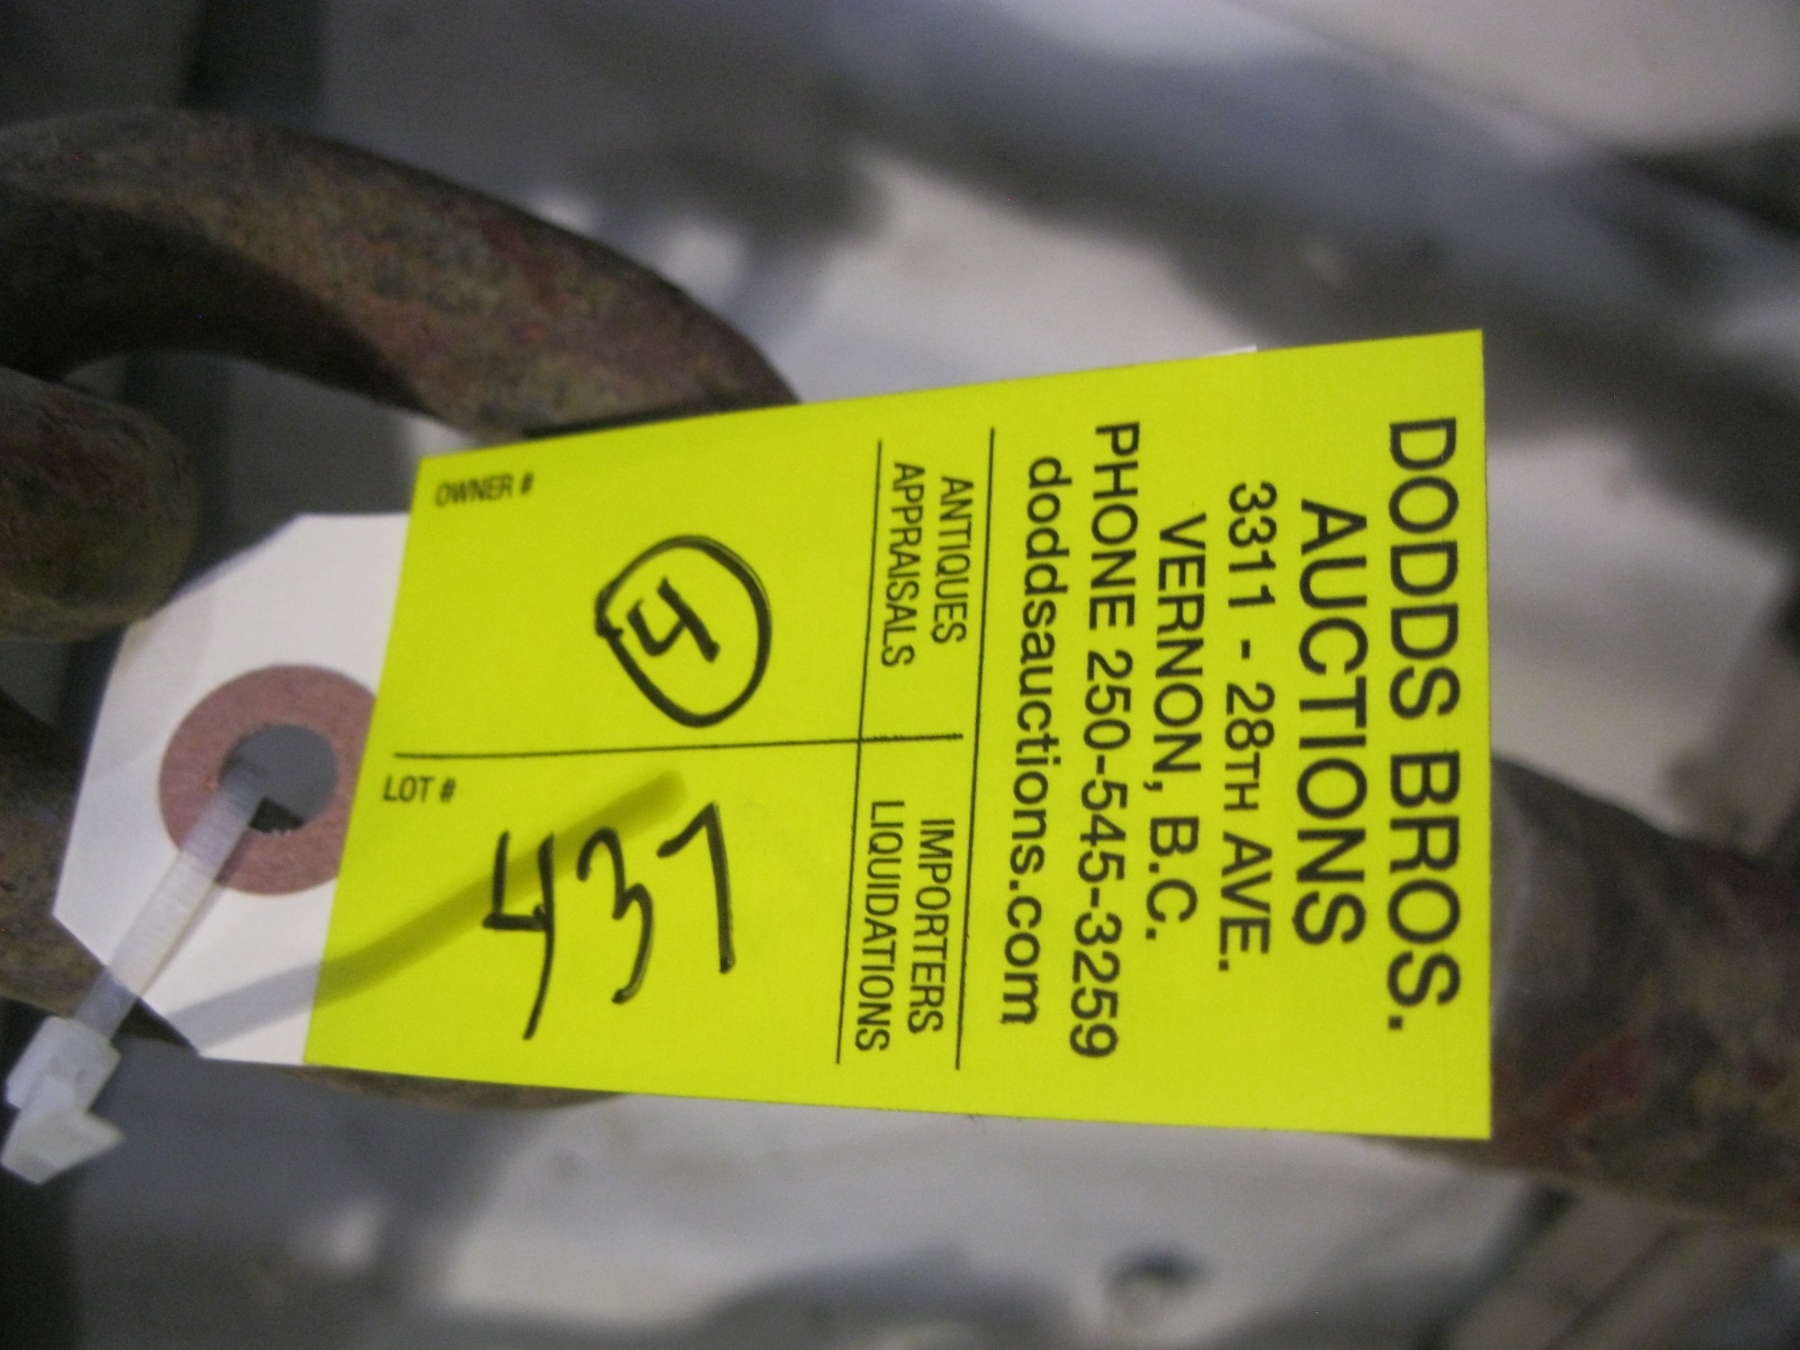 DODDS BROS.
AUCTIONS
3311 - 28TH AVE.
VERNON, B.C.
PHONE 250-545-3259
doddsauctions.com
ANTIQUES
APPRAISALS
IMPORTERS
LIQUIDATIONS
OWNER #
LOT #
437